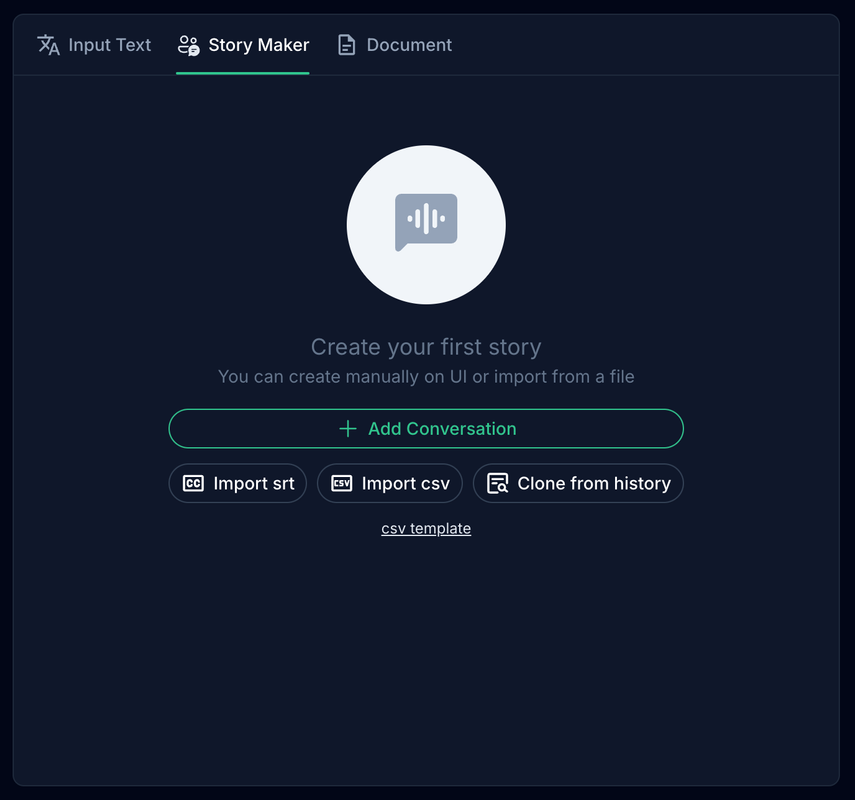 Input Text
Story Maker
Document
Create your first story
You can create manually on UI or import from a file
Add Conversation
CC Import srt
CSV Import csv
Clone from history
csv template